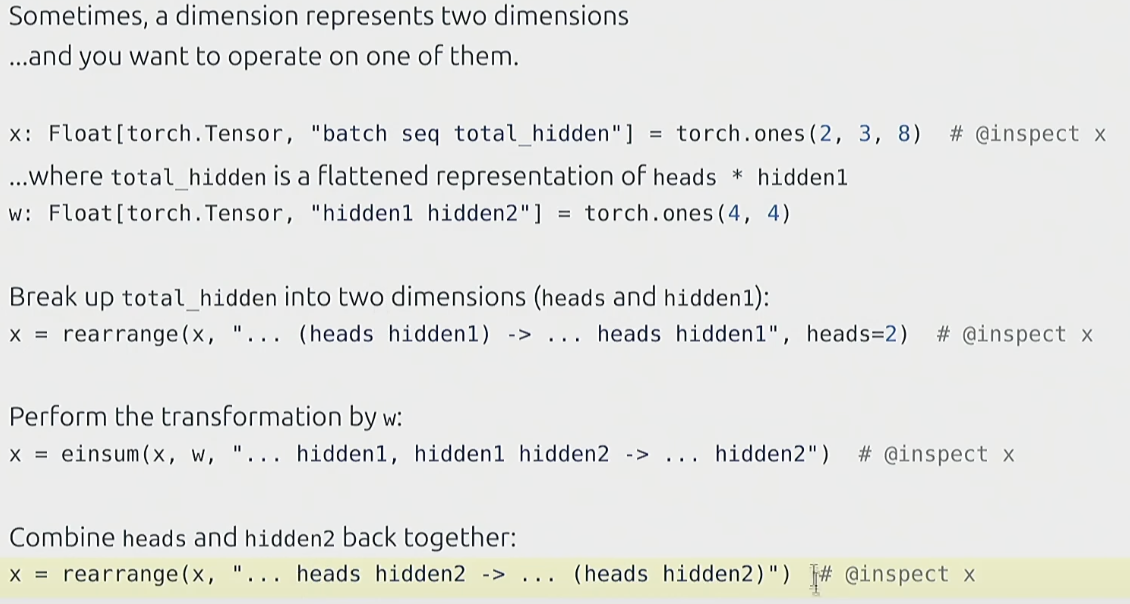 Sometimes, a dimension represents two dimensions
...and you want to operate on one of them.
x: Float[torch.Tensor, "batch seq total_hidden"] = torch.ones(2, 3, 8)  # @inspect x
...where total_hidden is a flattened representation of heads * hidden1
w: Float[torch.Tensor, "hidden1 hidden2"] = torch.ones(4, 4)
Break up total_hidden into two dimensions (heads and hidden1):
x = rearrange(x, "... (heads hidden1) -> ... heads hidden1", heads=2)  # @inspect x
Perform the transformation by w:
x = einsum(x, w, "... hidden1, hidden1 hidden2 -> ... hidden2")  # @inspect x
Combine heads and hidden2 back together:
x = rearrange(x, "... heads hidden2 -> ... (heads hidden2)")  # @inspect x